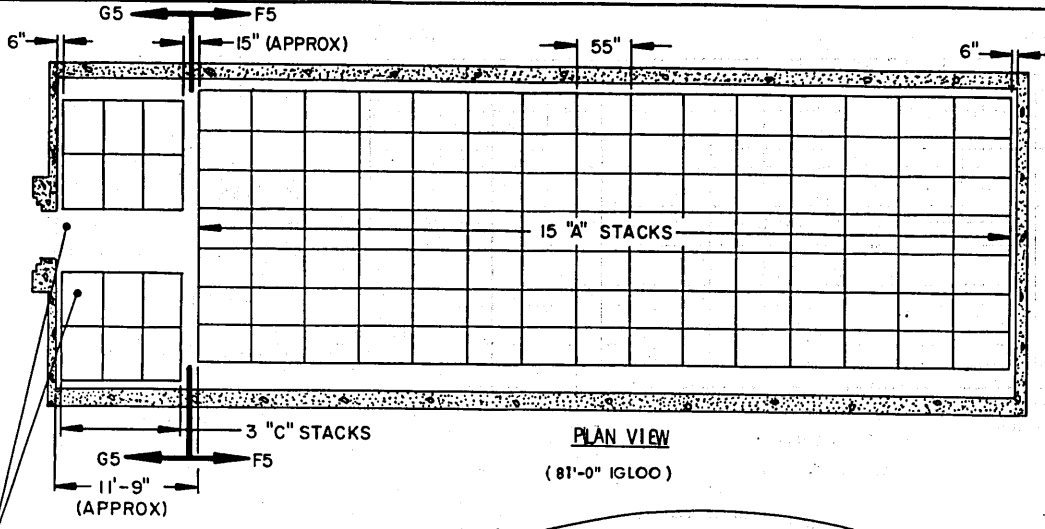 G5 F5
6" 15" (APPROX) 55" 6"
15 "A" STACKS
3 "C" STACKS
G5 F5
11'-9"
(APPROX)
PLAN VIEW
(81'-0" IGLOO)